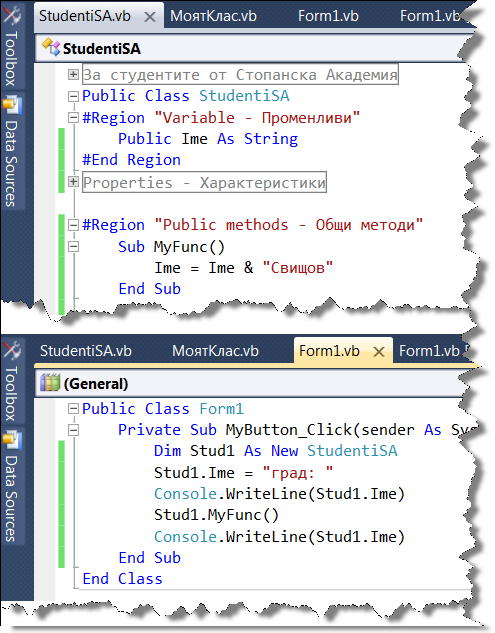 StudentiSA.vb МоятКлас.vb Form1.vb Form1.vb
Toolbox
Data Sources
StudentiSA
За студентите от Стопанска Академия
Public Class StudentiSA
#Region "Variable - Променливи"
Public Ime As String
#End Region
Properties - Характеристики
#Region "Public methods - Общи методи"
Sub MyFunc()
Ime = Ime & "Свищов"
End Sub
StudentiSA.vb МоятКлас.vb Form1.vb Form1.vb
Toolbox
Data Sources
(General)
Public Class Form1
Private Sub MyButton_Click(sender As Sys
Dim Stud1 As New StudentiSA
Stud1.Ime = "град: "
Console.WriteLine(Stud1.Ime)
Stud1.MyFunc()
Console.WriteLine(Stud1.Ime)
End Sub
End Class